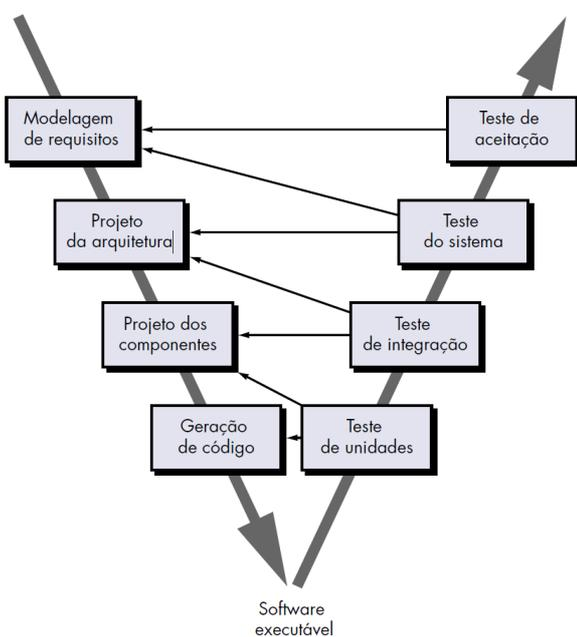 Modelagem
de requisitos
Teste de
aceitação
Projeto
da arquitetura
Teste
do sistema
Projeto dos
componentes
Teste
de integração
Geração
de código
Teste
de unidades
Software
executável